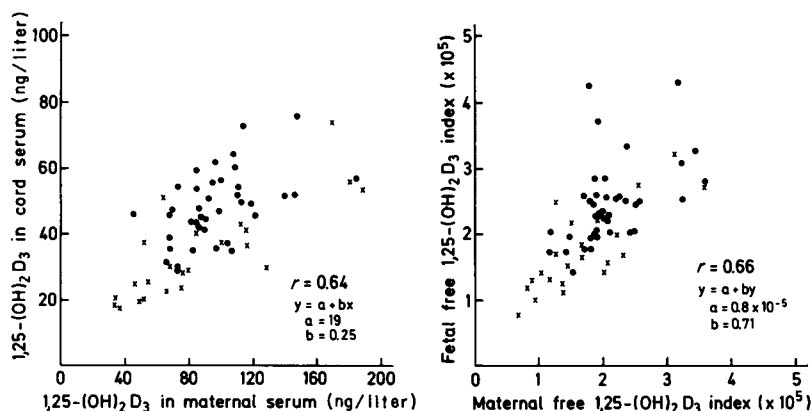 1,25-(OH)2D3 in cord serum (ng/liter)
100
80
60
40
20
0
40
80
120
160
200
1,25-(OH)2D3 in maternal serum (ng/liter)
r = 0.64
y = a + bx
a = 19
b = 0.25
Fetal free 1,25-(OH)2D3 index (x 10^5)
5
4
3
2
1
0
1
2
3
4
5
Maternal free 1,25-(OH)2D3 index (x 10^5)
r = 0.66
y = a + by
a = 0.8 x 10^-5
b = 0.71